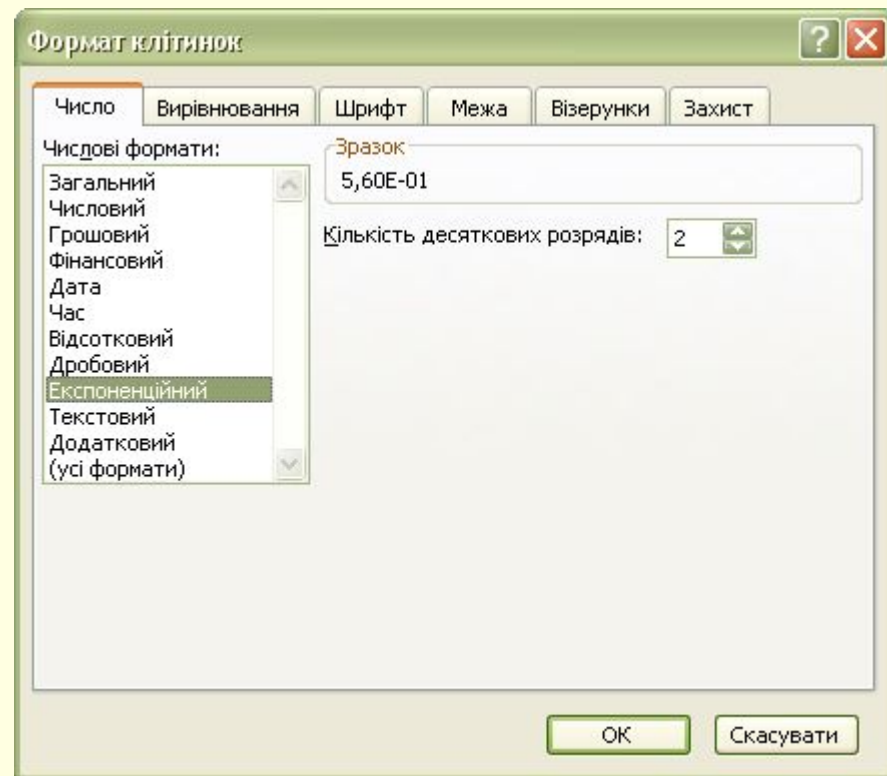 Формат клітинок
Число Вирівнювання Шрифт Межа Візерунки Захист
Числові формати:
Загальний
Числовий
Грошовий
Фінансовий
Дата
Час
Відсотковий
Дробовий
Експоненційний
Текстовий
Додатковий
(усі формати)
Зразок
5,60E-01
Кількість десяткових розрядів: 2
ОК Скасувати